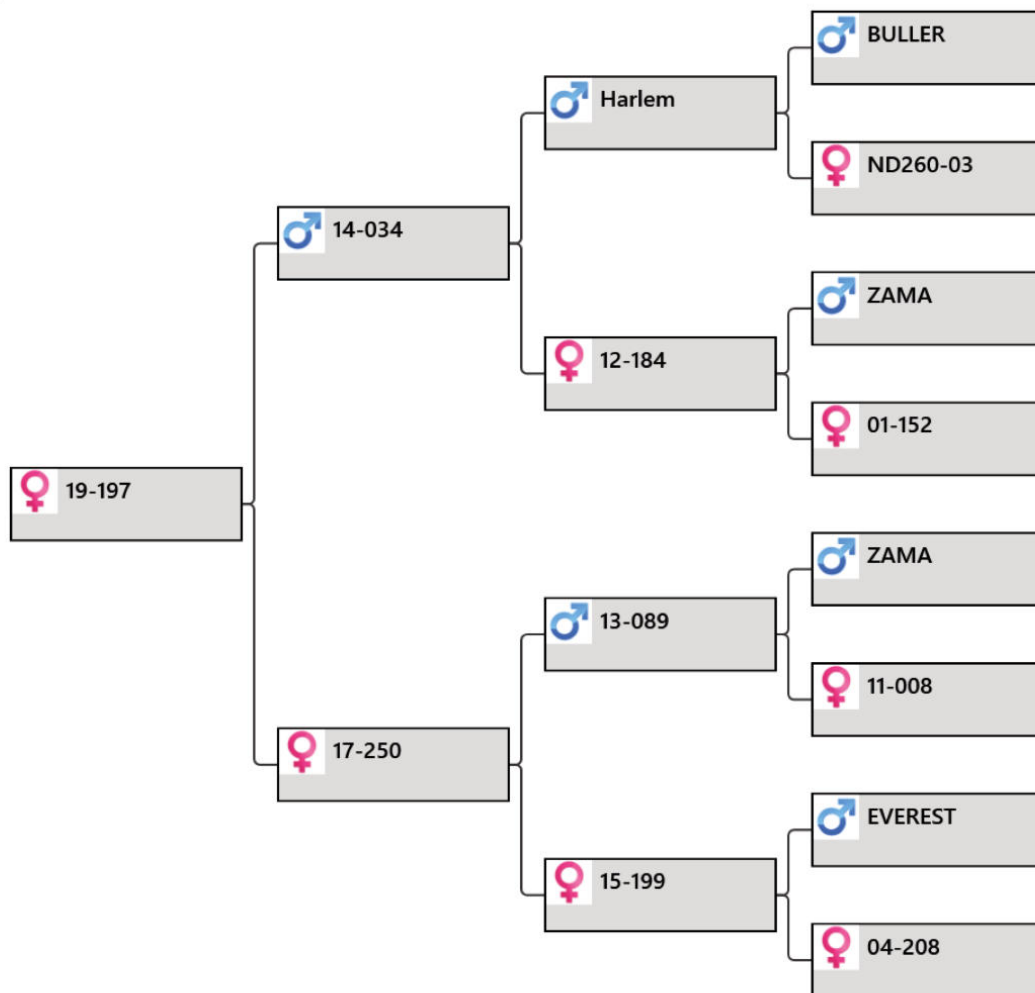 BULLER
Harlem
ND260-03
14-034
ZAMA
12-184
01-152
19-197
ZAMA
13-089
11-008
17-250
EVEREST
15-199
04-208